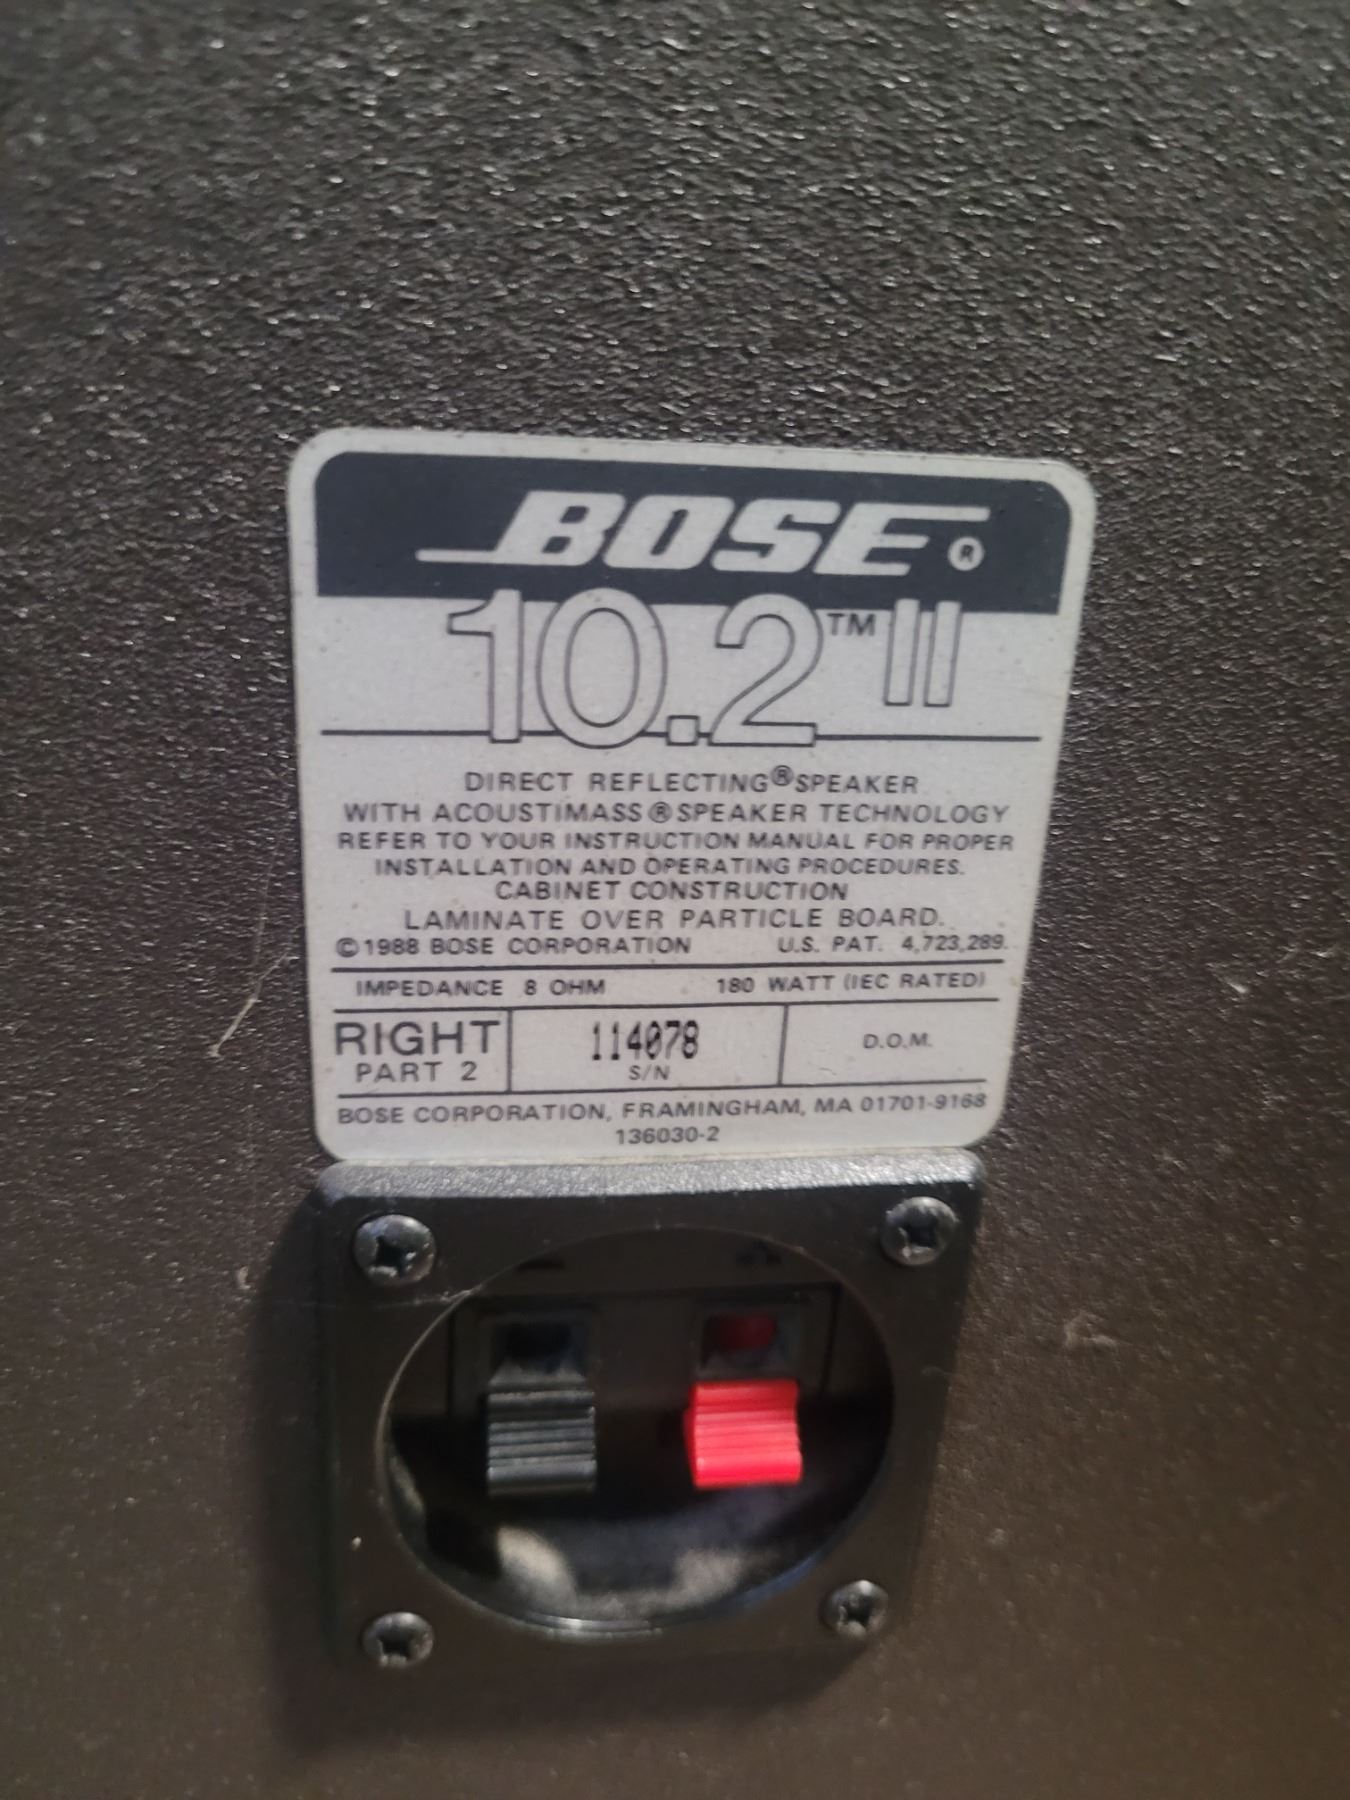 BOSE®
10.2™ II
DIRECT REFLECTING® SPEAKER
WITH ACOUSTIMASS® SPEAKER TECHNOLOGY
REFER TO YOUR INSTRUCTION MANUAL FOR PROPER
INSTALLATION AND OPERATING PROCEDURES.
CABINET CONSTRUCTION
LAMINATE OVER PARTICLE BOARD.
©1988 BOSE CORPORATION U.S. PAT. 4,723,289.
IMPEDANCE 8 OHM 180 WATT (IEC RATED)
RIGHT 114078 D.O.M.
PART 2 S/N
BOSE CORPORATION, FRAMINGHAM, MA 01701-9168
136030-2